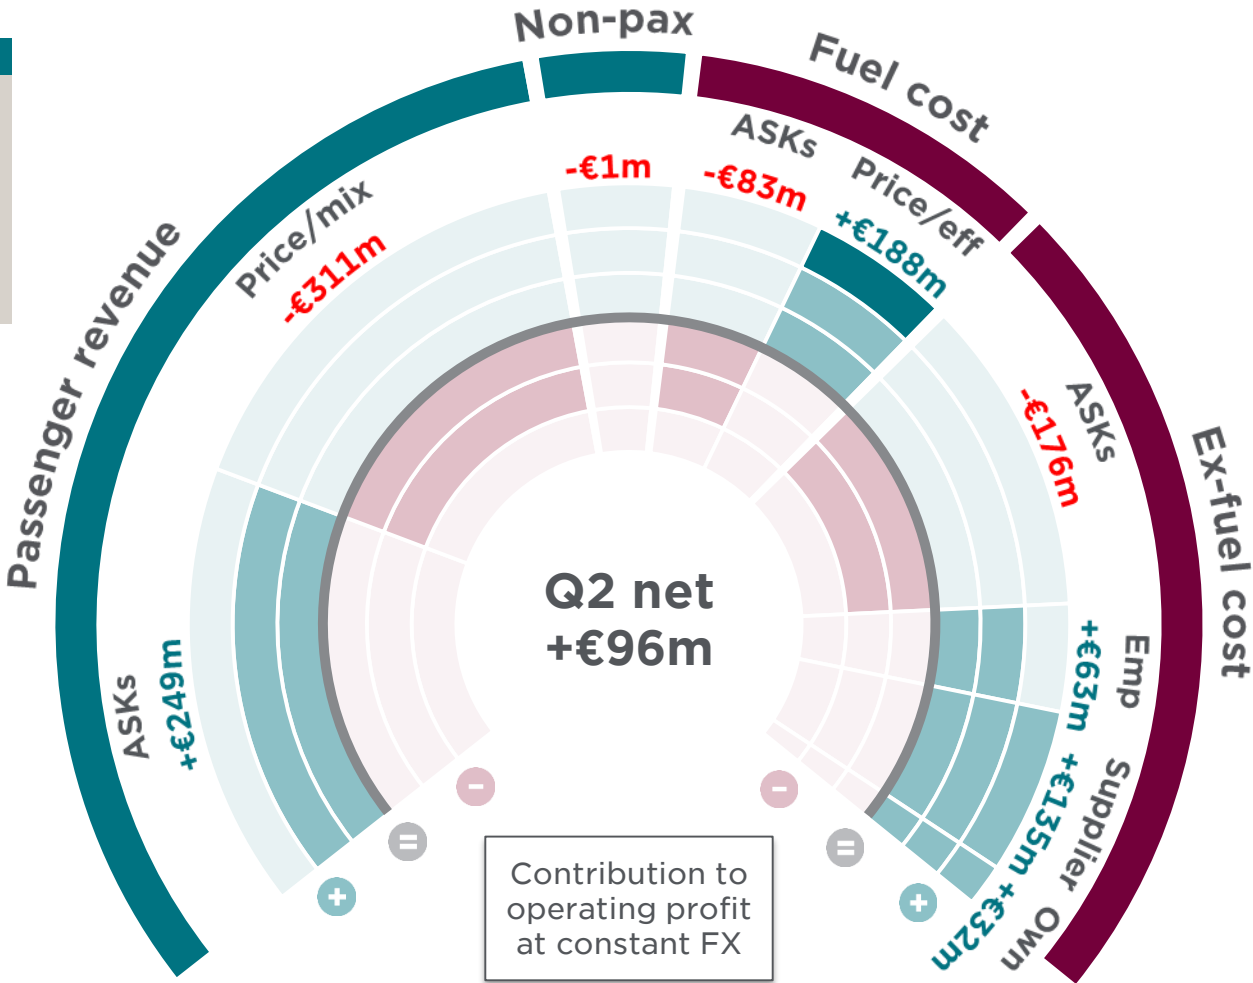 Non-pax
Fuel cost
Passenger revenue
Ex-fuel cost
ASKs
+€249m
Price/mix
-€311m
-€1m
ASKs
-€83m
Price/eff
+€188m
ASKs
-€176m
Emp
+€63m
Supplier
+€135m
Own
+€32m
Q2 net
+€96m
-
=
+
-
=
+
Contribution to
operating profit
at constant FX